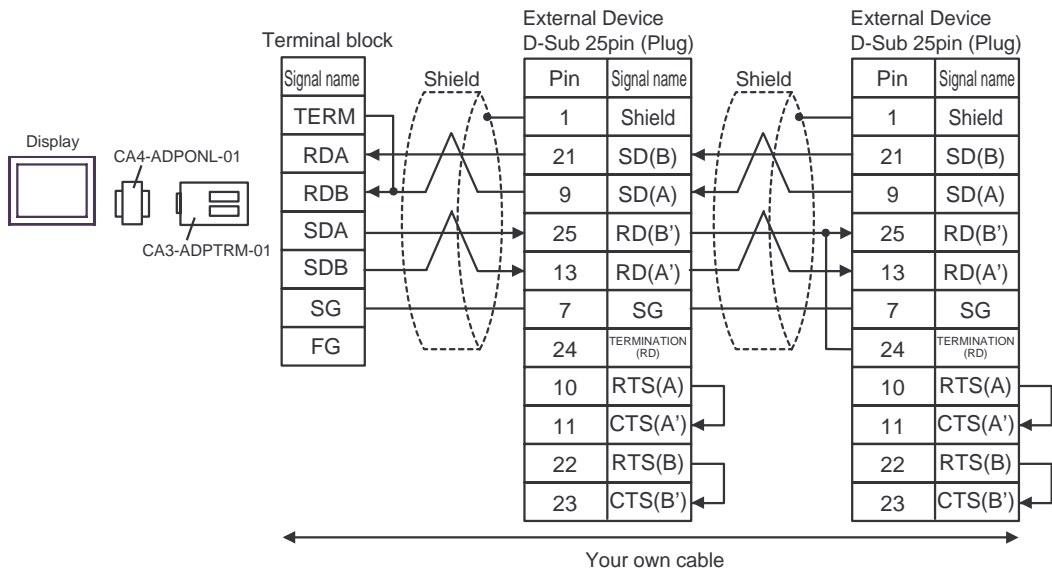 External Device
D-Sub 25pin (Plug)
External Device
D-Sub 25pin (Plug)
Terminal block
Signal name
Shield
Pin
Signal name
Shield
Pin
Signal name
TERM
1
Shield
1
Shield
Display
CA4-ADPONL-01
CA3-ADPTRM-01
RDA
21
SD(B)
21
SD(B)
RDB
9
SD(A)
9
SD(A)
SDA
25
RD(B’)
25
RD(B’)
SDB
13
RD(A’)
13
RD(A’)
SG
7
SG
7
SG
FG
24
TERMINATION
(RD)
24
TERMINATION
(RD)
10
RTS(A)
10
RTS(A)
11
CTS(A’)
11
CTS(A’)
22
RTS(B)
22
RTS(B)
23
CTS(B’)
23
CTS(B’)
Your own cable